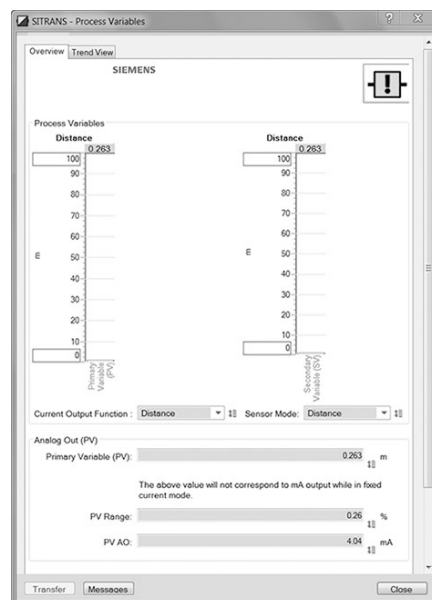 SITRANS - Process Variables
Overview
Trend View
SIEMENS
Process Variables
Distance
0.263
100
90
80
70
60
50
40
30
20
10
0
m
Primary Variable (PV)
Distance
0.263
100
90
80
70
60
50
40
30
20
10
0
m
Secondary Variable (SV)
Current Output Function : Distance
Sensor Mode: Distance
Analog Out (PV)
Primary Variable (PV): 0.263 m
The above value will not correspond to mA output while in fixed
current mode.
PV Range: 0.26 %
PV AO: 4.04 mA
Transfer
Messages
Close